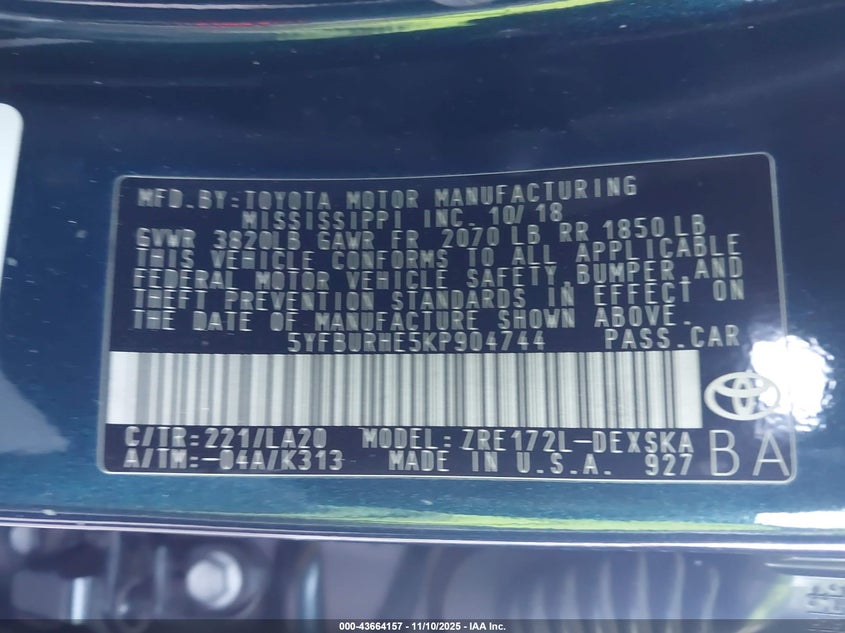 MFD.BY:TOYOTA MOTOR MANUFACTURING
MISSISSIPPI INC. 10/18
GVWR 3820LB GAWR FR 2070 LB RR 1850 LB
THIS VEHICLE CONFORMS TO ALL APPLICABLE
FEDERAL MOTOR VEHICLE SAFETY,BUMPER,AND
THEFT PREVENTION STANDARDS IN EFFECT ON
THE DATE OF MANUFACTURE SHOWN ABOVE.
5YFBURHE5KP904744 PASS.CAR
C/TR:221/LA20 MODEL:ZRE172L-DEXSKA
A/TM:-04A/K313 MADE IN U.S.A. 927 BA
000-43664157 - 11/10/2025 - IAA Inc.